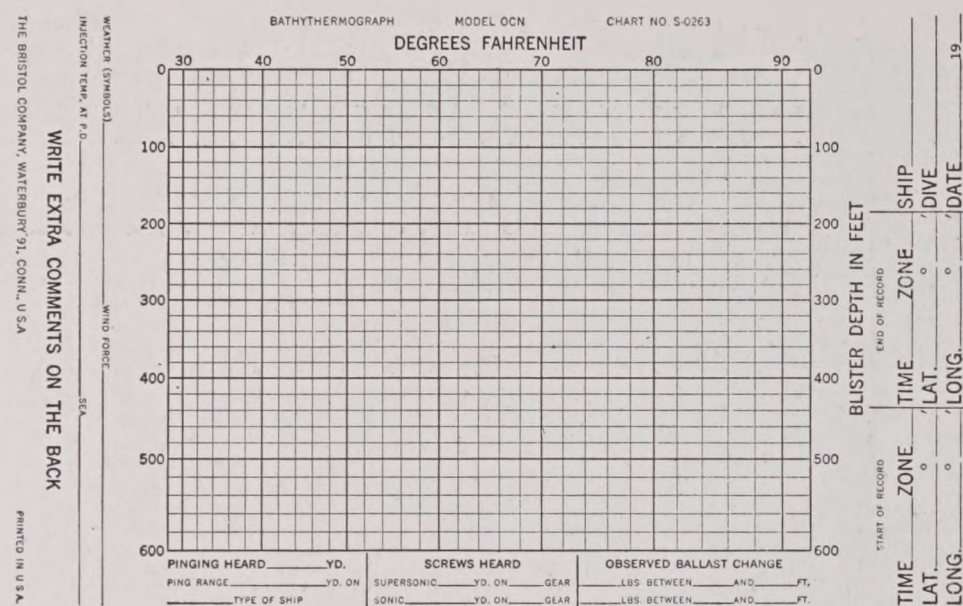 BATHYTHERMOGRAPH MODEL OCN CHART NO. S-0263
DEGREES FAHRENHEIT
30 40 50 60 70 80 90
0 0
100 100
200 200
300 300
400 400
500 500
600 600
BLISTER DEPTH IN FEET
PINGING HEARD YD.
PING RANGE YD. ON
TYPE OF SHIP
SCREWS HEARD
SUPERSONIC YD. ON GEAR
SONIC YD. ON GEAR
OBSERVED BALLAST CHANGE
LBS BETWEEN AND FT.
LBS. BETWEEN AND FT.
WEATHER (SYMBOLS) WIND FORCE
INJECTION TEMP. AT P.D. SEA
WRITE EXTRA COMMENTS ON THE BACK
THE BRISTOL COMPANY, WATERBURY 91, CONN., U.S.A PRINTED IN U S A.
START OF RECORD END OF RECORD
TIME ZONE TIME ZONE SHIP
LAT. ° ' LAT. ° ' DIVE
LONG. ° ' LONG. ° ' DATE 19